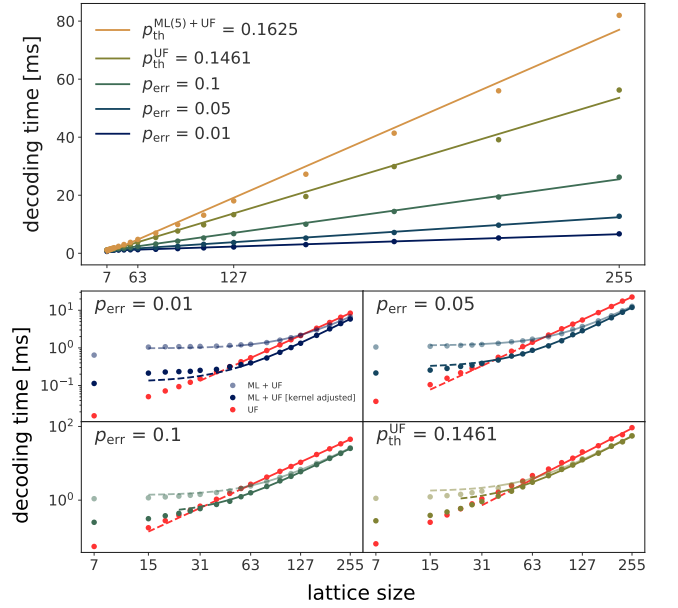 decoding time [ms]
80
60
40
20
0
p_th^ML(5) + UF = 0.1625
p_th^UF = 0.1461
p_err = 0.1
p_err = 0.05
p_err = 0.01
7 63 127 255
decoding time [ms]
10^1
10^0
10^−1
p_err = 0.01
ML + UF
ML + UF [kernel adjusted]
UF
p_err = 0.05
10^2
10^0
p_err = 0.1
p_th^UF = 0.1461
7 15 31 63 127 255
7 15 31 63 127 255
lattice size